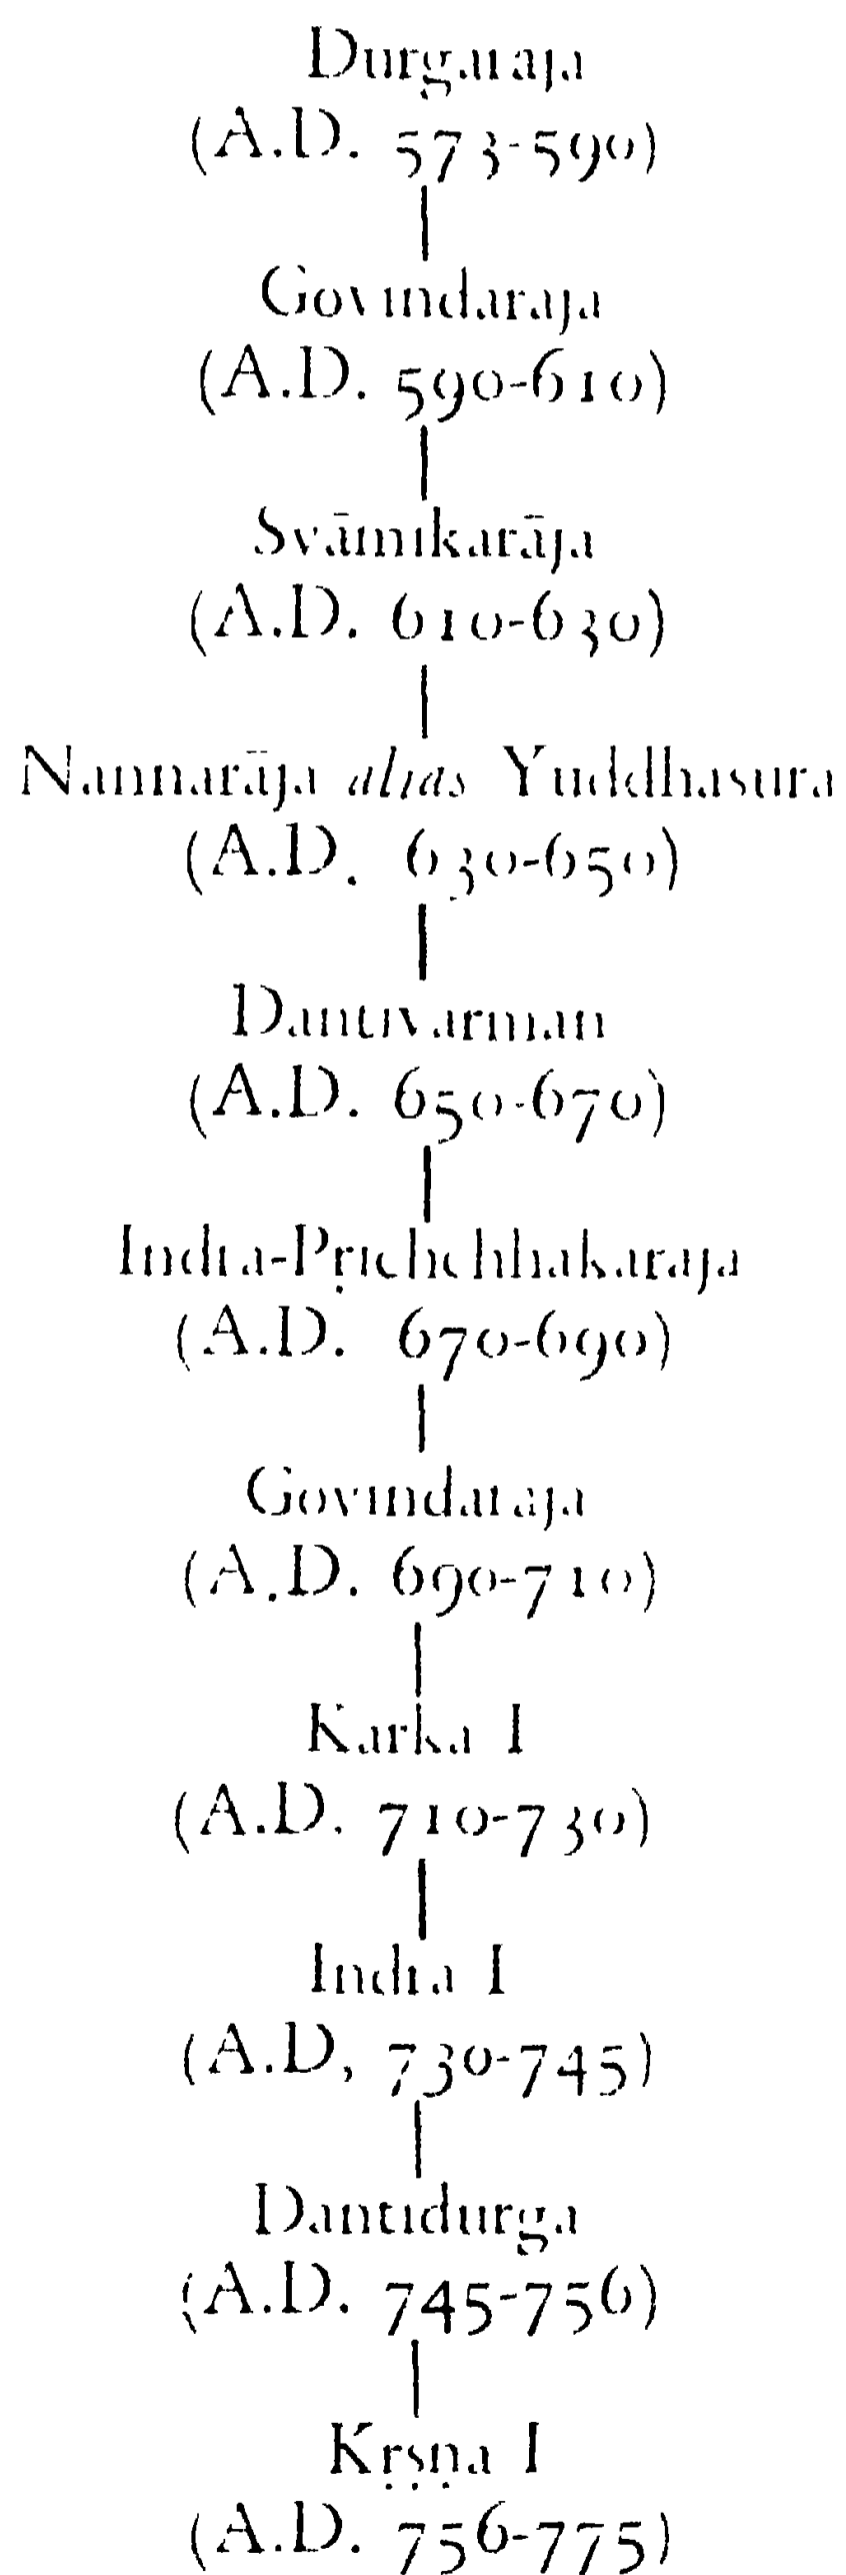 Durgaraja
(A.D. 573-590)
Govindaraja
(A.D. 590-610)
Svāmikarāja
(A.D. 610-630)
Nannarāja alias Yuddhasura
(A.D. 630-650)
Dantivarman
(A.D. 650-670)
Indra-Pṛichchhakaraja
(A.D. 670-690)
Govindaraja
(A.D. 690-710)
Karka I
(A.D. 710-730)
Indra I
(A.D, 730-745)
Dantidurga
(A.D. 745-756)
Kṛṣṇa I
(A.D. 756-775)